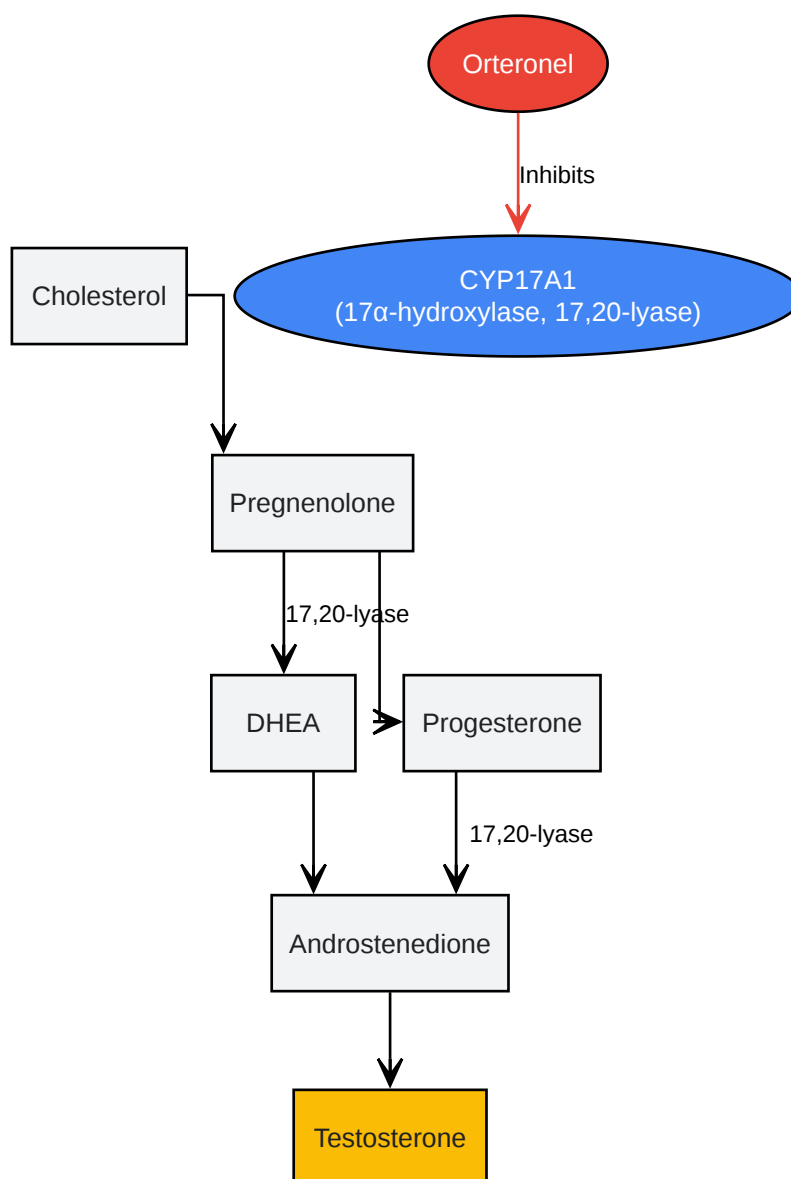 Orteronel
Inhibits
CYP17A1
(17α-hydroxylase, 17,20-lyase)
Cholesterol
Pregnenolone
17,20-lyase
DHEA
Progesterone
17,20-lyase
Androstenedione
Testosterone